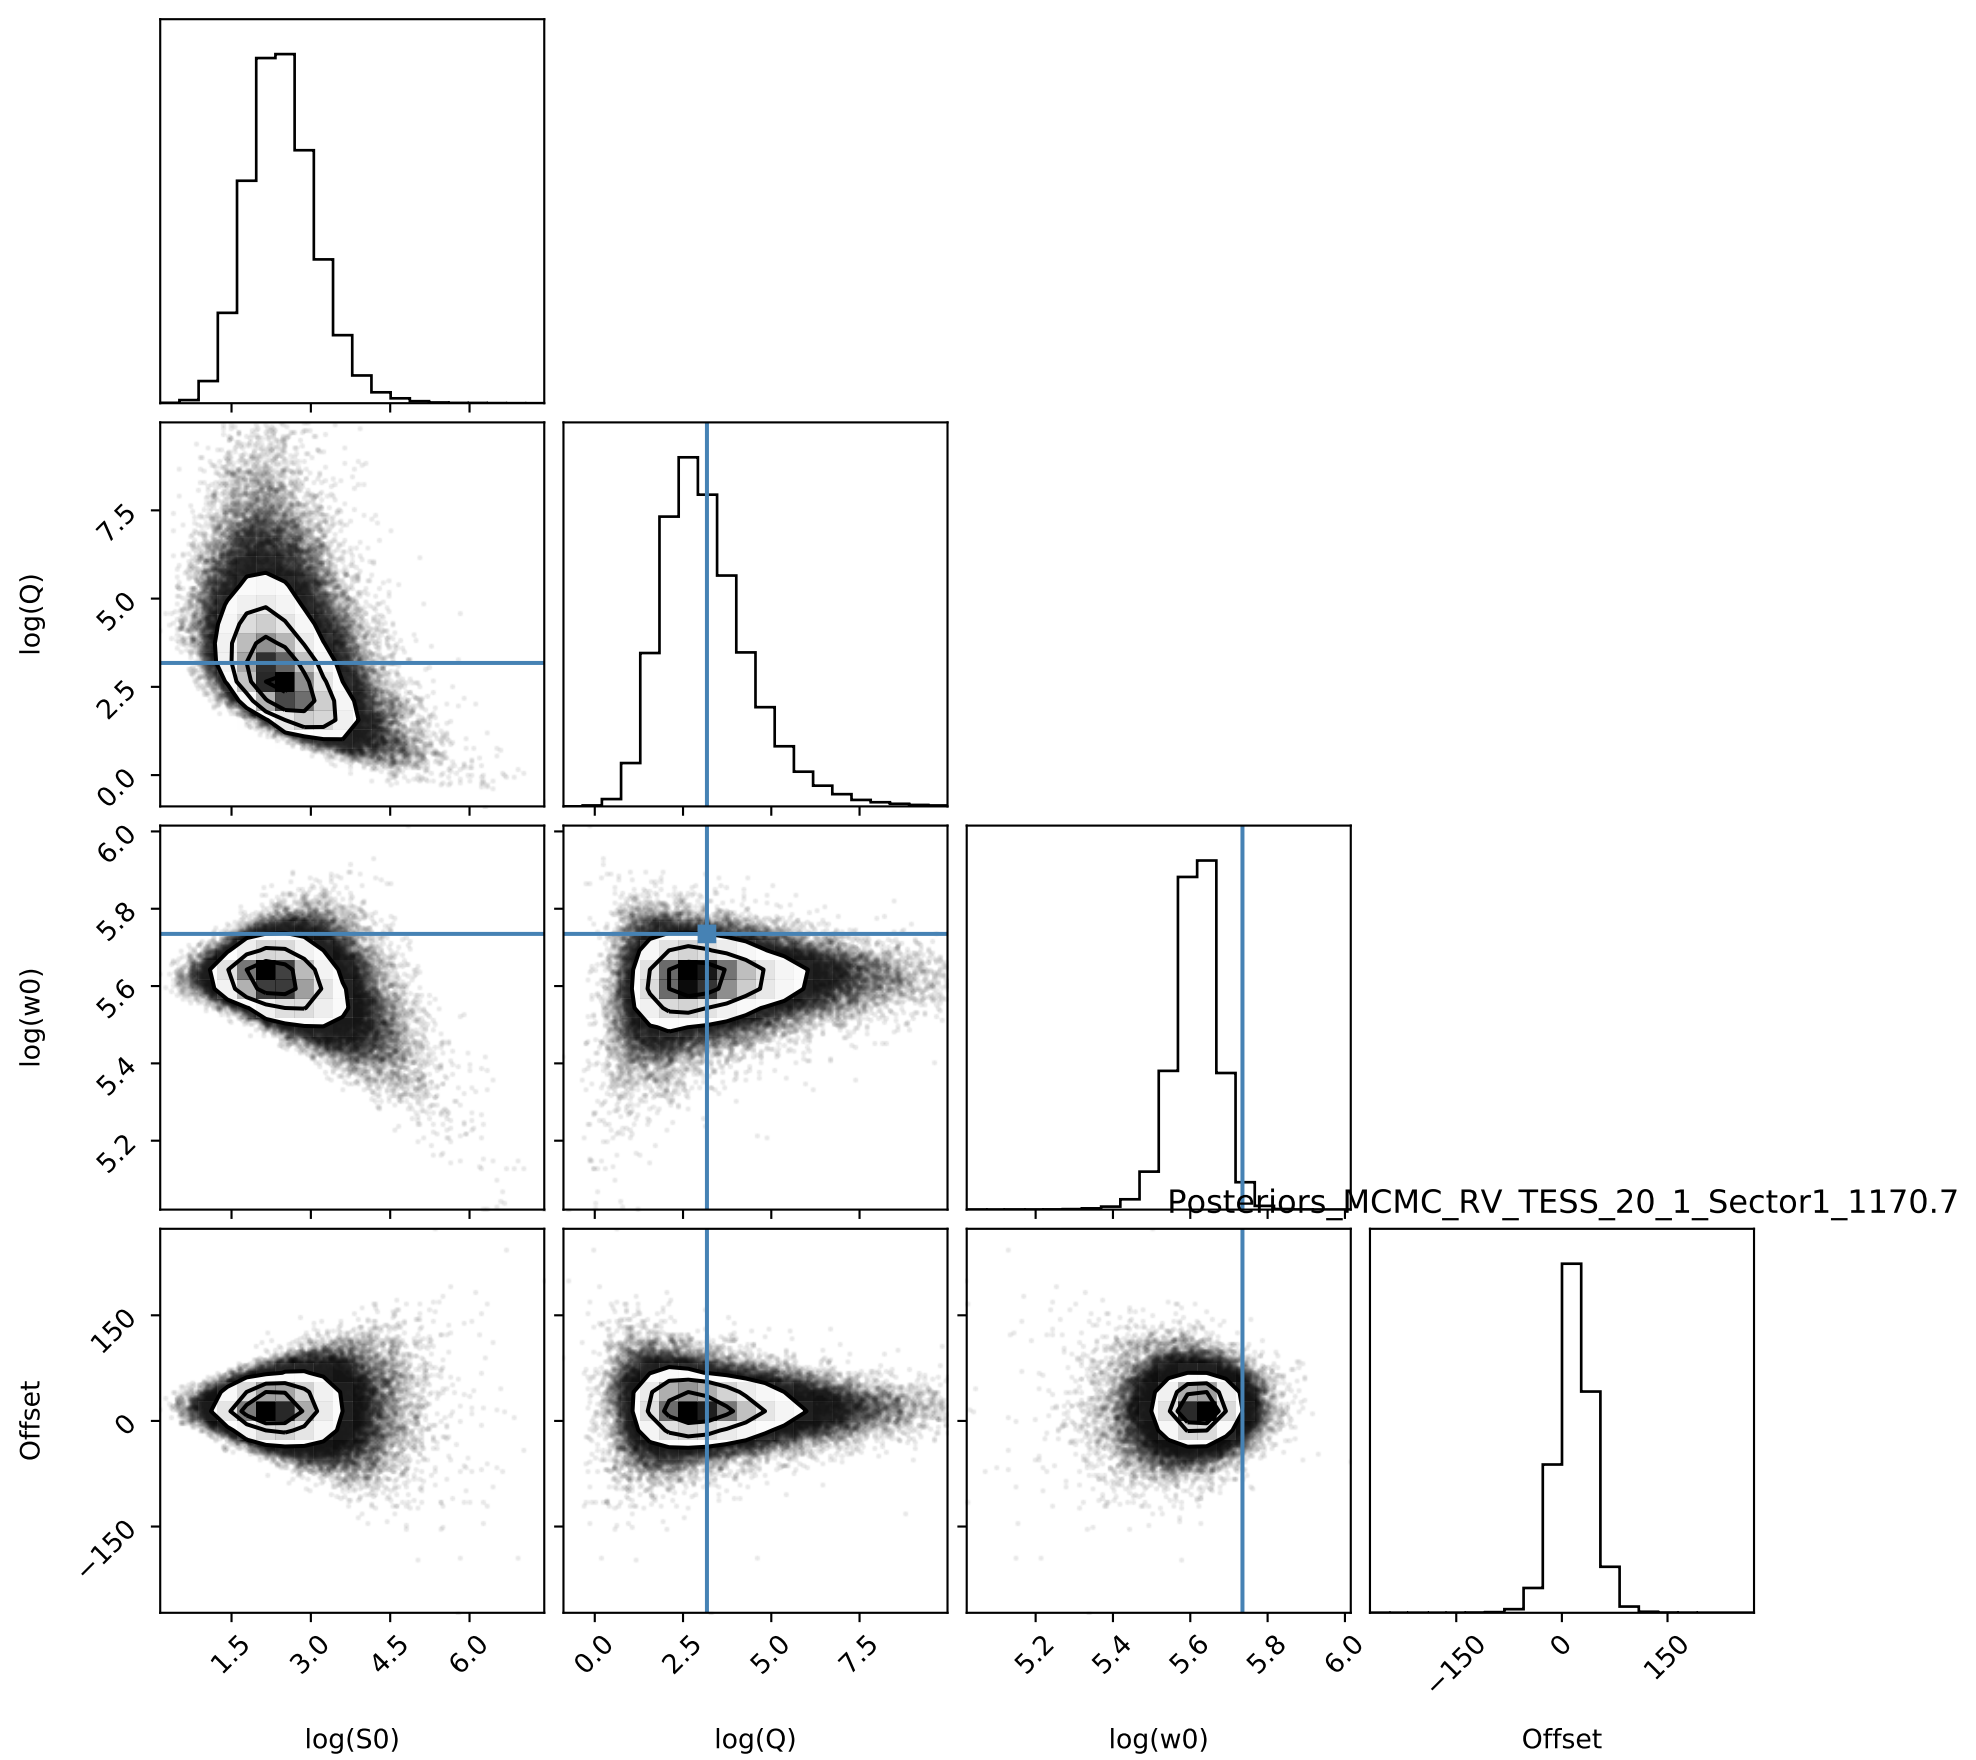 log(Q)
7.5
5.0
2.5
0.0
log(w0)
6.0
5.8
5.6
5.4
5.2
Posteriors_MCMC_RV_TESS_20_1_Sector1_1170.7
Offset
150
0
−150
1.5 3.0 4.5 6.0 0.0 2.5 5.0 7.5 5.2 5.4 5.6 5.8 6.0 −150 0 150
log(S0) log(Q) log(w0) Offset